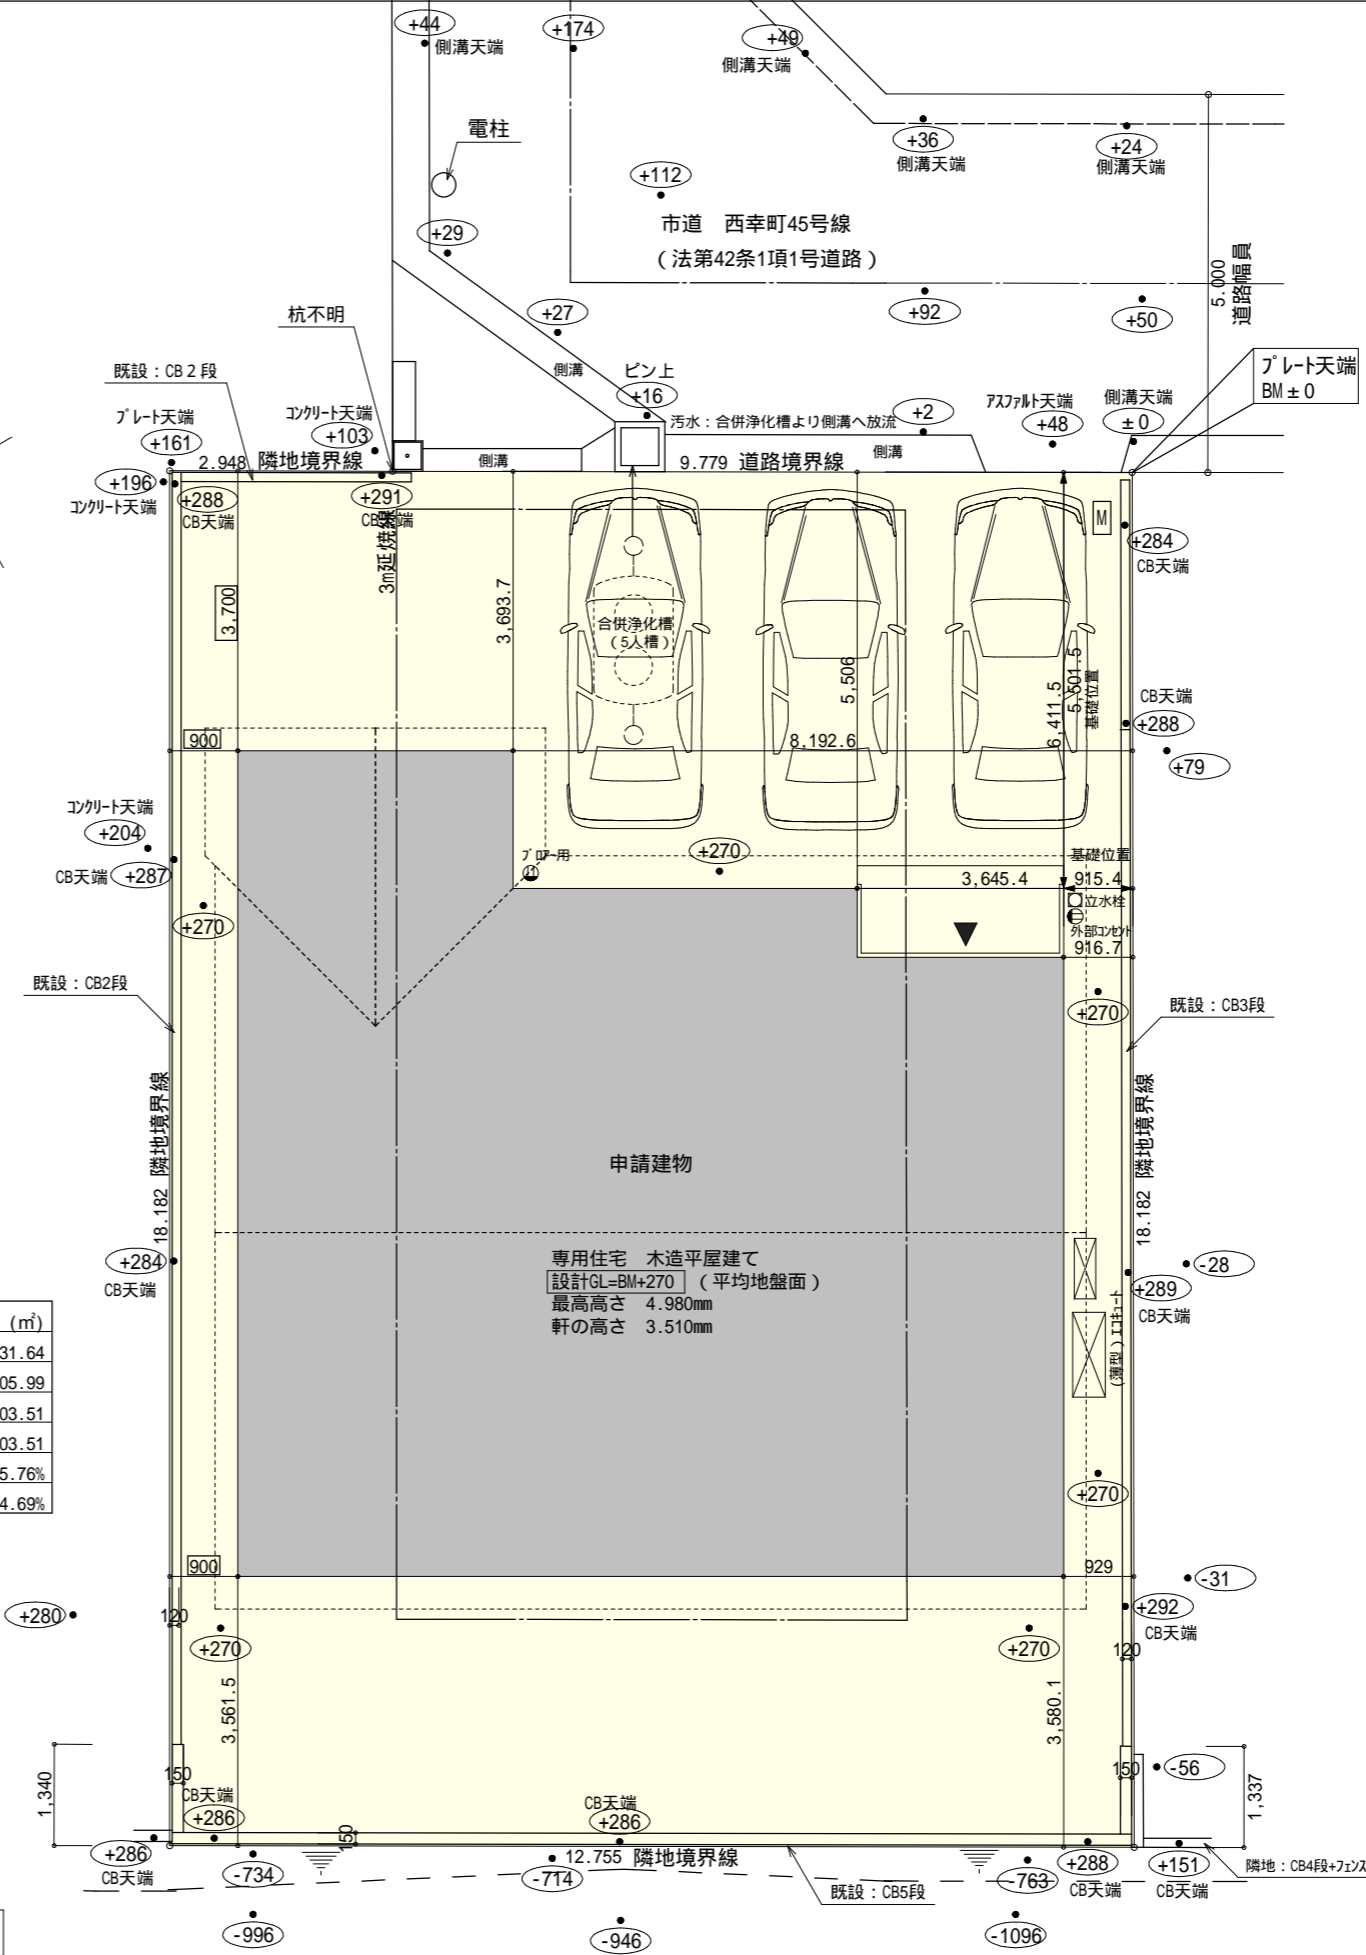 +44
側溝天端
+174
+49
側溝天端
+36
側溝天端
+24
側溝天端
電柱
+112
市道 西幸町45号線
(法第42条1項1号道路)
5.000
道路幅員
+29
+27
+92
+50
杭不明
側溝
既設：CB２段
ピン上
+16
プレート天端
BM±0
プレート天端
+161
コンクリート天端
+103
汚水：合併浄化槽より側溝へ放流
+2
アスファルト天端
+48
側溝天端
±0
2.948 隣地境界線
側溝
9.779 道路境界線
側溝
+196
コンクリート天端
+288
CB天端
+291
CB天端
3m延焼線
M
+284
CB天端
3,700
3,693.7
合併浄化槽
(5人槽)
5,506
6,411.5
5,501.5
基礎位置
CB天端
+288
+79
900
8,192.6
コンクリート天端
+204
CB天端 +287
ブロアー用
+270
基礎位置
3,645.4
915.4
立水栓
外部コンセント
916.7
+270
+270
既設：CB2段
既設：CB3段
18.182 隣地境界線
18.182 隣地境界線
申請建物
+284
CB天端
専用住宅 木造平屋建て
設計GL=BM+270 (平均地盤面)
最高高さ 4.980mm
軒の高さ 3.510mm
-28
+289
CB天端
(薄型)エコキュート
(㎡)
31.64
05.99
03.51
03.51
5.76%
4.69%
+270
900
929
-31
+280
120
+292
CB天端
+270
+270
120
3,561.5
3,580.1
1,340
150
150
-56
1,337
CB天端
+286
CB天端
+286
150
+286
CB天端
-734
-714
12.755 隣地境界線
-763
+288
CB天端
+151
CB天端
隣地：CB4段+フェンス
既設：CB5段
-996
-946
-1096